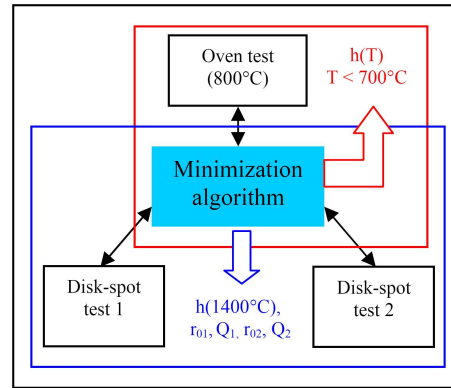 Oven test
(800°C)
h(T)
T < 700°C
Minimization
algorithm
Disk-spot
test 1
h(1400°C),
r₀₁, Q₁, r₀₂, Q₂
Disk-spot
test 2